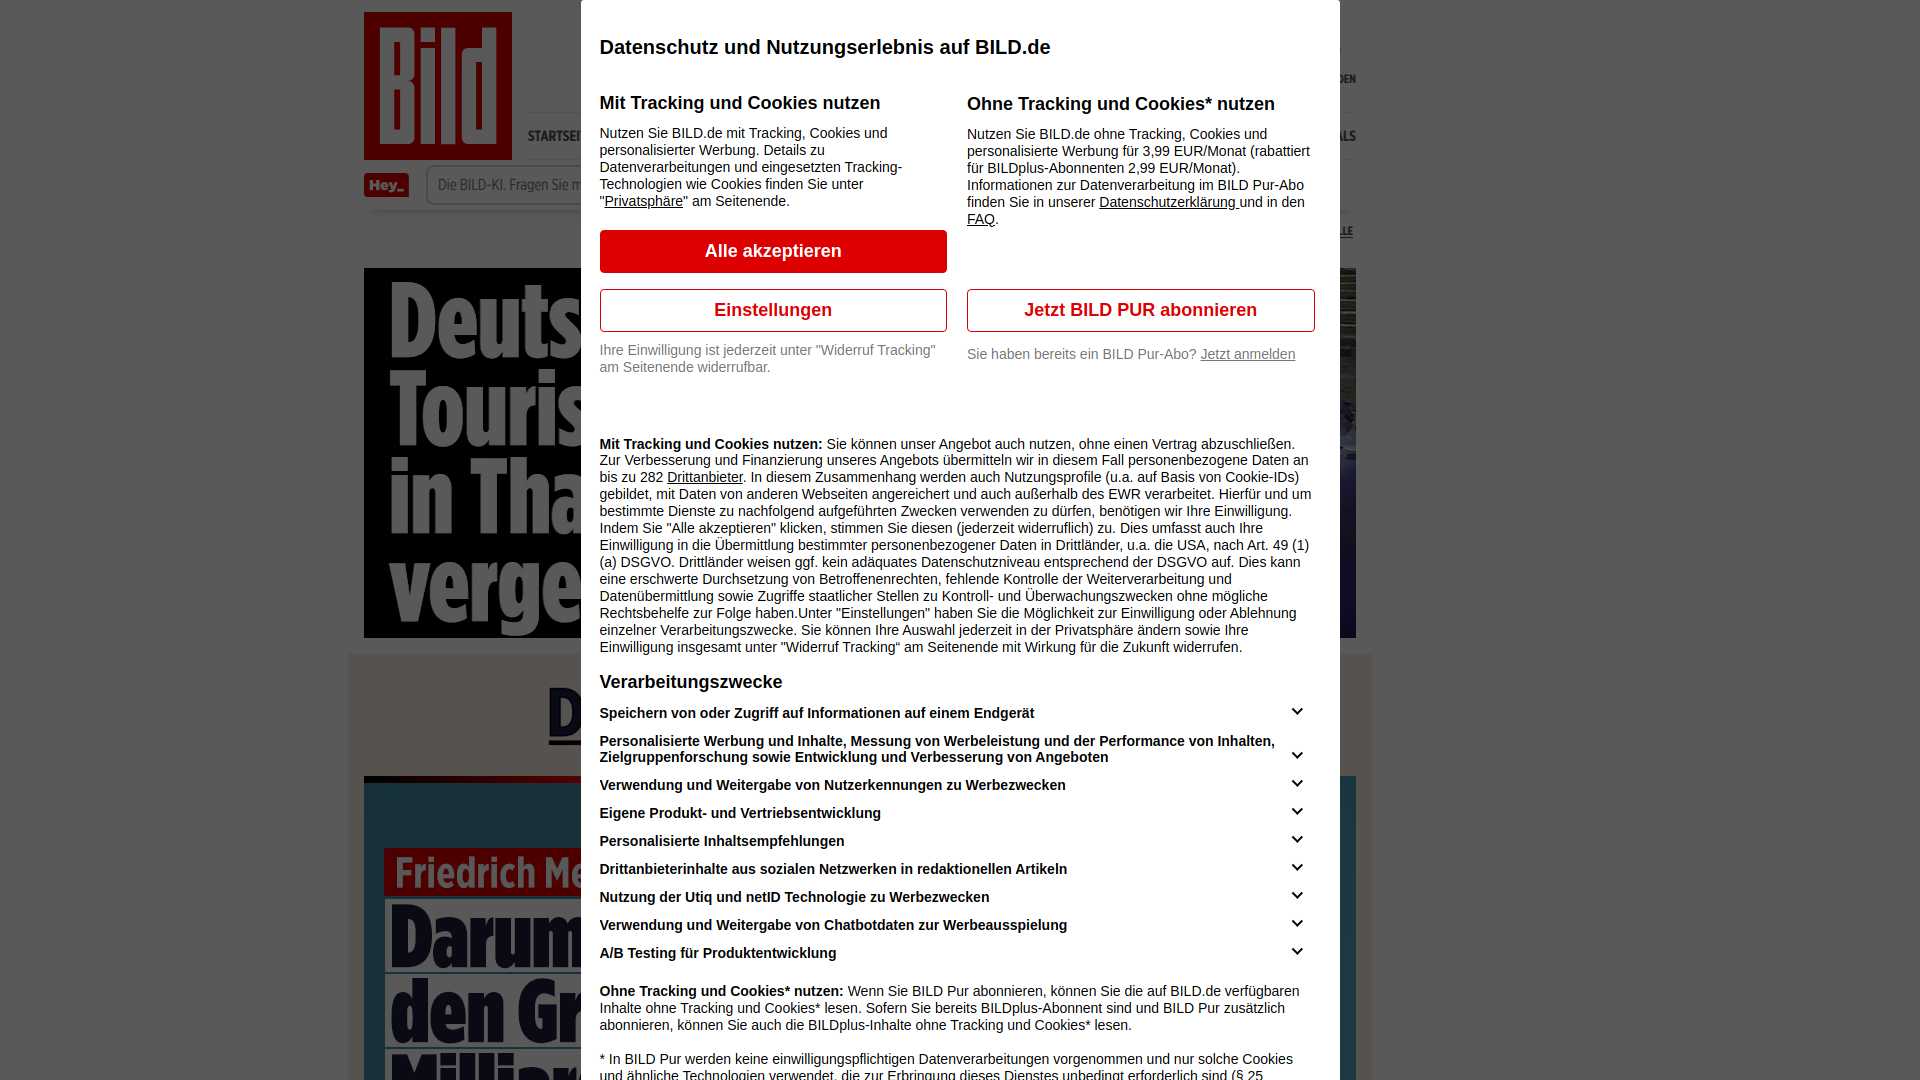 Datenschutz und Nutzungserlebnis auf BILD.de
Mit Tracking und Cookies nutzen
Nutzen Sie BILD.de mit Tracking, Cookies und
personalisierter Werbung. Details zu
Datenverarbeitungen und eingesetzten Tracking-
Technologien wie Cookies finden Sie unter
"Privatsphäre" am Seitenende.
Alle akzeptieren
Einstellungen
Ihre Einwilligung ist jederzeit unter "Widerruf Tracking"
am Seitenende widerrufbar.
Ohne Tracking und Cookies* nutzen
Nutzen Sie BILD.de ohne Tracking, Cookies und
personalisierte Werbung für 3,99 EUR/Monat (rabattiert
für BILDplus-Abonnenten 2,99 EUR/Monat).
Informationen zur Datenverarbeitung im BILD Pur-Abo
finden Sie in unserer Datenschutzerklärung und in den
FAQ.
Jetzt BILD PUR abonnieren
Sie haben bereits ein BILD Pur-Abo? Jetzt anmelden
Mit Tracking und Cookies nutzen: Sie können unser Angebot auch nutzen, ohne einen Vertrag abzuschließen.
Zur Verbesserung und Finanzierung unseres Angebots übermitteln wir in diesem Fall personenbezogene Daten an
bis zu 282 Drittanbieter. In diesem Zusammenhang werden auch Nutzungsprofile (u.a. auf Basis von Cookie-IDs)
gebildet, mit Daten von anderen Webseiten angereichert und auch außerhalb des EWR verarbeitet. Hierfür und um
bestimmte Dienste zu nachfolgend aufgeführten Zwecken verwenden zu dürfen, benötigen wir Ihre Einwilligung.
Indem Sie "Alle akzeptieren" klicken, stimmen Sie diesen (jederzeit widerruflich) zu. Dies umfasst auch Ihre
Einwilligung in die Übermittlung bestimmter personenbezogener Daten in Drittländer, u.a. die USA, nach Art. 49 (1)
(a) DSGVO. Drittländer weisen ggf. kein adäquates Datenschutzniveau entsprechend der DSGVO auf. Dies kann
eine erschwerte Durchsetzung von Betroffenenrechten, fehlende Kontrolle der Weiterverarbeitung und
Datenübermittlung sowie Zugriffe staatlicher Stellen zu Kontroll- und Überwachungszwecken ohne mögliche
Rechtsbehelfe zur Folge haben.Unter "Einstellungen" haben Sie die Möglichkeit zur Einwilligung oder Ablehnung
einzelner Verarbeitungszwecke. Sie können Ihre Auswahl jederzeit in der Privatsphäre ändern sowie Ihre
Einwilligung insgesamt unter "Widerruf Tracking“ am Seitenende mit Wirkung für die Zukunft widerrufen.
Verarbeitungszwecke
Speichern von oder Zugriff auf Informationen auf einem Endgerät
Personalisierte Werbung und Inhalte, Messung von Werbeleistung und der Performance von Inhalten,
Zielgruppenforschung sowie Entwicklung und Verbesserung von Angeboten
Verwendung und Weitergabe von Nutzerkennungen zu Werbezwecken
Eigene Produkt- und Vertriebsentwicklung
Personalisierte Inhaltsempfehlungen
Drittanbieterinhalte aus sozialen Netzwerken in redaktionellen Artikeln
Nutzung der Utiq und netID Technologie zu Werbezwecken
Verwendung und Weitergabe von Chatbotdaten zur Werbeausspielung
A/B Testing für Produktentwicklung
Ohne Tracking und Cookies* nutzen: Wenn Sie BILD Pur abonnieren, können Sie die auf BILD.de verfügbaren
Inhalte ohne Tracking und Cookies* lesen. Sofern Sie bereits BILDplus-Abonnent sind und BILD Pur zusätzlich
abonnieren, können Sie auch die BILDplus-Inhalte ohne Tracking und Cookies* lesen.
* In BILD Pur werden keine einwilligungspflichtigen Datenverarbeitungen vorgenommen und nur solche Cookies
und ähnliche Technologien verwendet, die zur Erbringung dieses Dienstes unbedingt erforderlich sind (§ 25
Bild
STARTSEI
Hey_
Die BILD-KI. Fragen Sie m
DEN
ALS
LLE
Deuts
Touris
in Tha
verge
D
Friedrich Me
Darum
den Gr